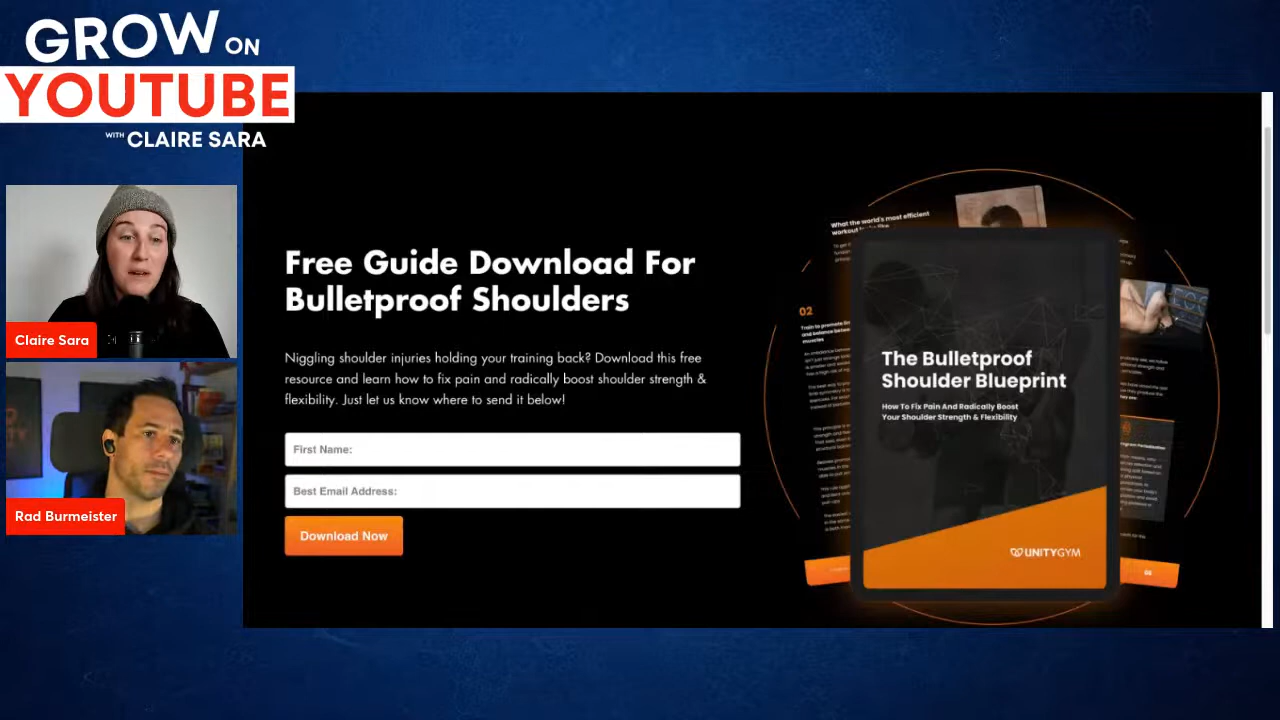 GROW ON
YOUTUBE
WITH CLAIRE SARA
Claire Sara
Rad Burmeister
Free Guide Download For
Bulletproof Shoulders
Niggling shoulder injuries holding your training back? Download this free
resource and learn how to fix pain and radically boost shoulder strength &
flexibility. Just let us know where to send it below!
First Name:
Best Email Address:
Download Now
What the world's most efficient
02
The Bulletproof
Shoulder Blueprint
How To Fix Pain And Radically Boost
Your Shoulder Strength & Flexibility
UNITYGYM